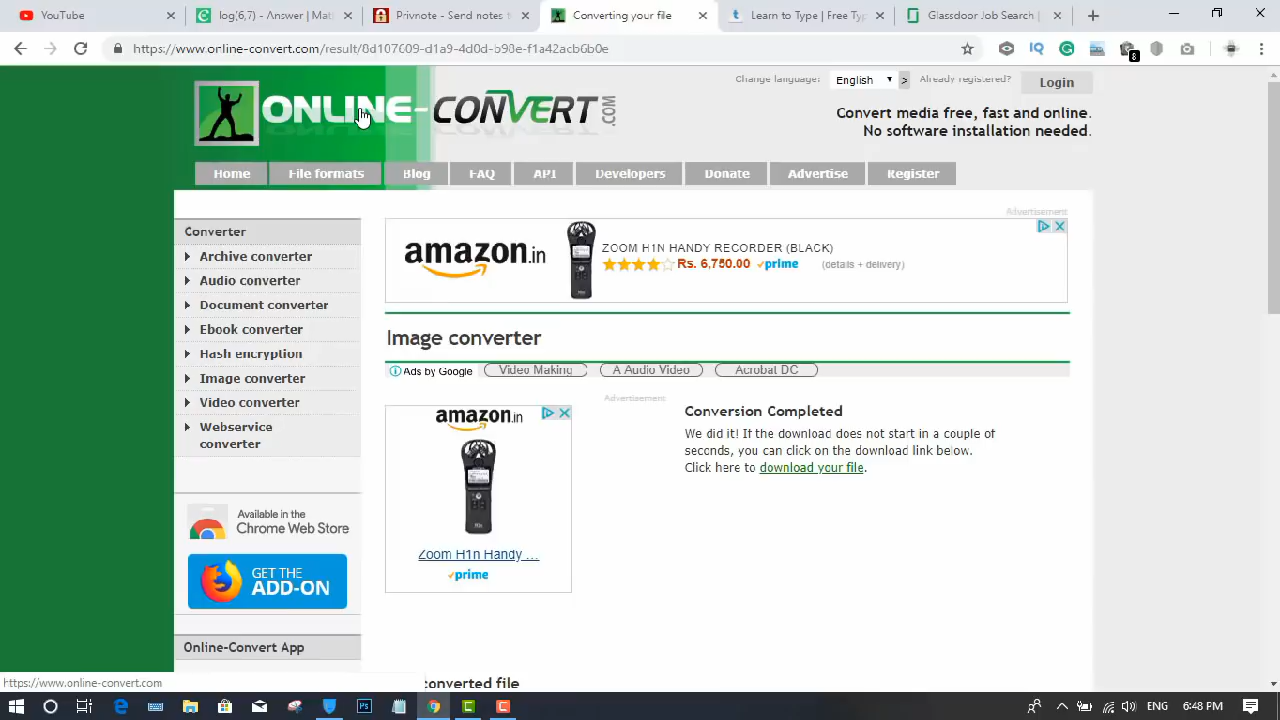 YouTube
log(6,7) - Answer | Mat
Privnote - Send notes t
Converting your file
Learn to Type | Free Typ
Glassdoor Job Search |
https://www.online-convert.com/result/
8
Change language: English > Already registered? Login
ONLINE-CONVERT.COM
Convert media free, fast and online.
No software installation needed.
Home File formats Blog FAQ API Developers Donate Advertise Register
Advertisement
Converter
Archive converter
Audio converter
Document converter
Ebook converter
Hash encryption
Image converter
Video converter
Webservice
converter
Available in the
Chrome Web Store
GET THE
ADD-ON
Online-Convert App
amazon.in
ZOOM H1N HANDY RECORDER (BLACK)
Rs. 6,750.00 prime (details + delivery)
Image converter
Ads by Google Video Making A Audio Video Acrobat DC
Advertisement
amazon.in
Zoom H1n Handy ...
prime
Conversion Completed
We did it! If the download does not start in a couple of
seconds, you can click on the download link below.
Click here to download your file.
converted file
https://www.online-convert.com
ENG 6:48 PM